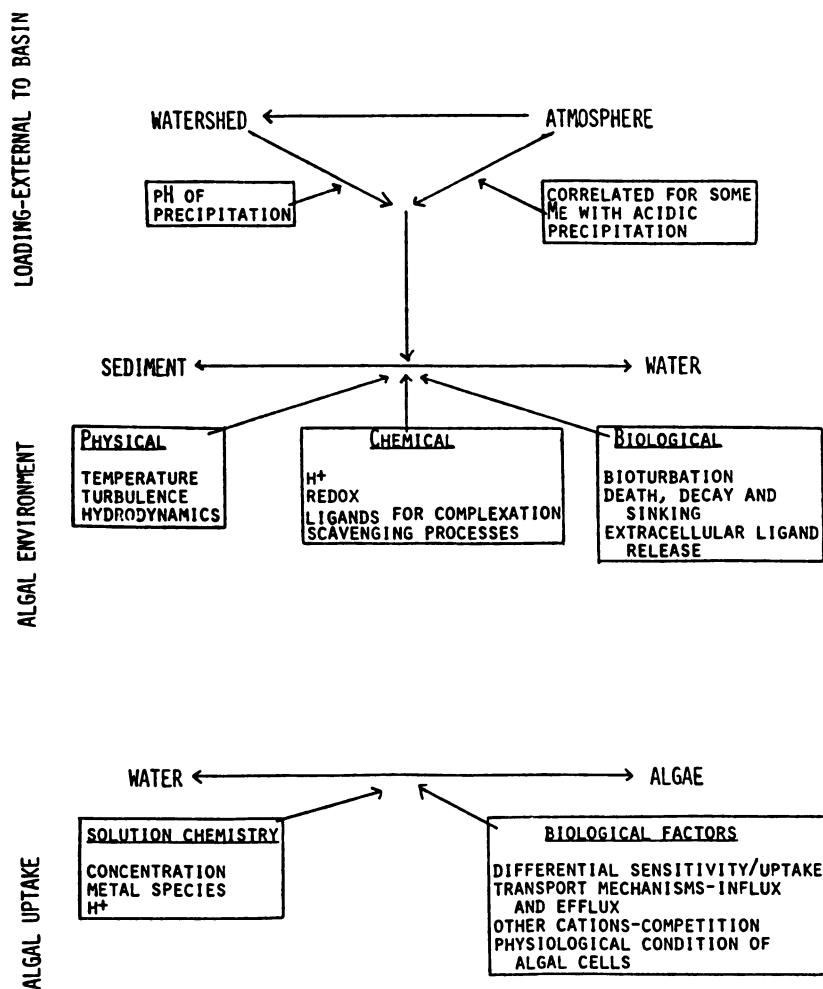 LOADING-EXTERNAL TO BASIN
WATERSHED
ATMOSPHERE
pH OF
PRECIPITATION
CORRELATED FOR SOME
ME WITH ACIDIC
PRECIPITATION
ALGAL ENVIRONMENT
SEDIMENT
WATER
PHYSICAL
TEMPERATURE
TURBULENCE
HYDRODYNAMICS
CHEMICAL
H+
REDOX
LIGANDS FOR COMPLEXATION
SCAVENGING PROCESSES
BIOLOGICAL
BIOTURBATION
DEATH, DECAY AND
SINKING
EXTRACELLULAR LIGAND
RELEASE
ALGAL UPTAKE
WATER
ALGAE
SOLUTION CHEMISTRY
CONCENTRATION
METAL SPECIES
H+
BIOLOGICAL FACTORS
DIFFERENTIAL SENSITIVITY/UPTAKE
TRANSPORT MECHANISMS-INFLUX
AND EFFLUX
OTHER CATIONS-COMPETITION
PHYSIOLOGICAL CONDITION OF
ALGAL CELLS